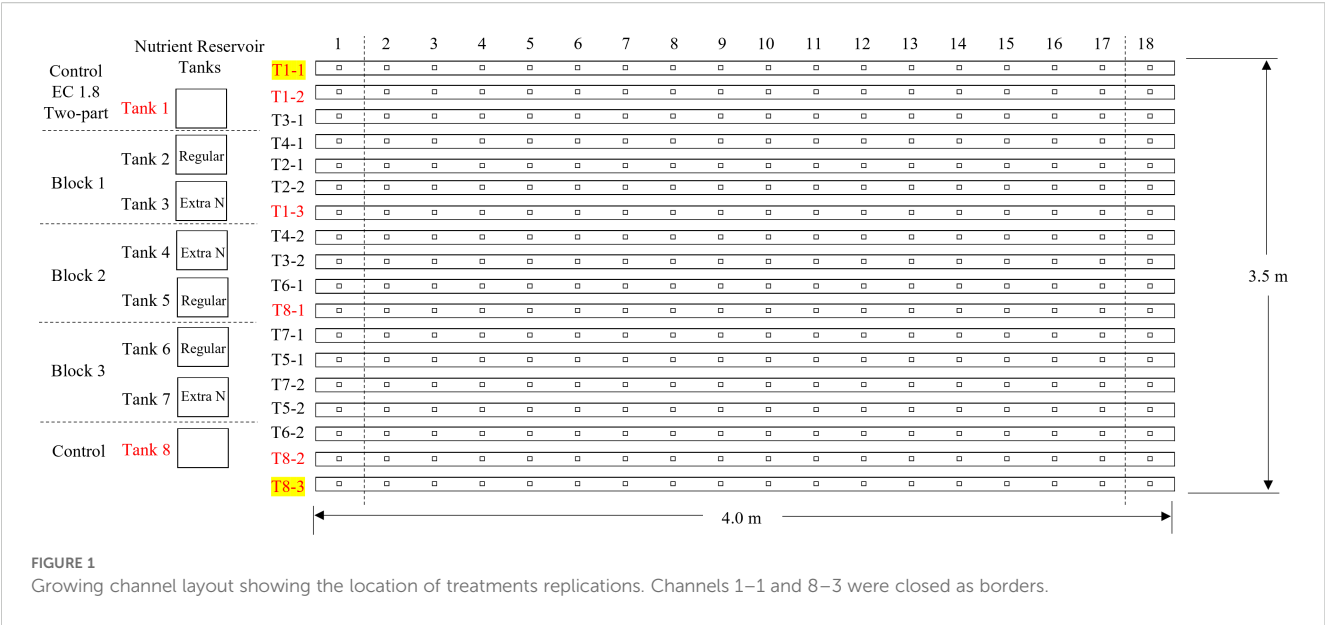 Nutrient Reservoir
Tanks
1 2 3 4 5 6 7 8 9 10 11 12 13 14 15 16 17 18
Control
EC 1.8
Two-part
Tank 1
Block 1
Tank 2 Regular
Tank 3 Extra N
Block 2
Tank 4 Extra N
Tank 5 Regular
Block 3
Tank 6 Regular
Tank 7 Extra N
Control Tank 8
T1-1
T1-2
T3-1
T4-1
T2-1
T2-2
T1-3
T4-2
T3-2
T6-1
T8-1
T7-1
T5-1
T7-2
T5-2
T6-2
T8-2
T8-3
3.5 m
4.0 m
FIGURE 1
Growing channel layout showing the location of treatments replications. Channels 1–1 and 8–3 were closed as borders.